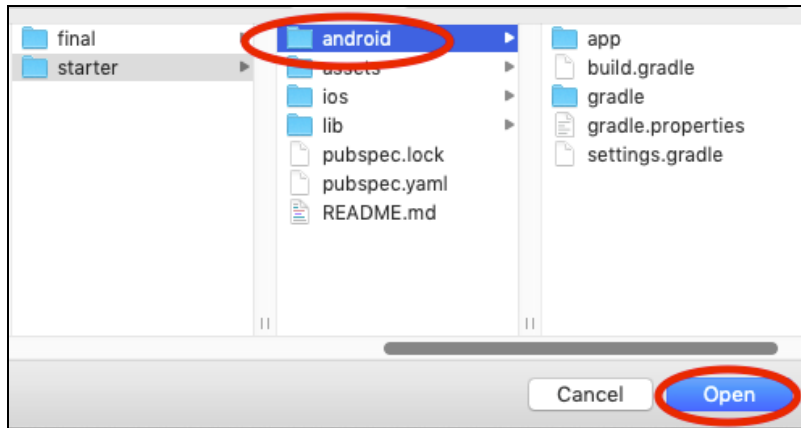 final
starter
android
assets
ios
lib
pubspec.lock
pubspec.yaml
README.md
app
build.gradle
gradle
gradle.properties
settings.gradle
Cancel
Open